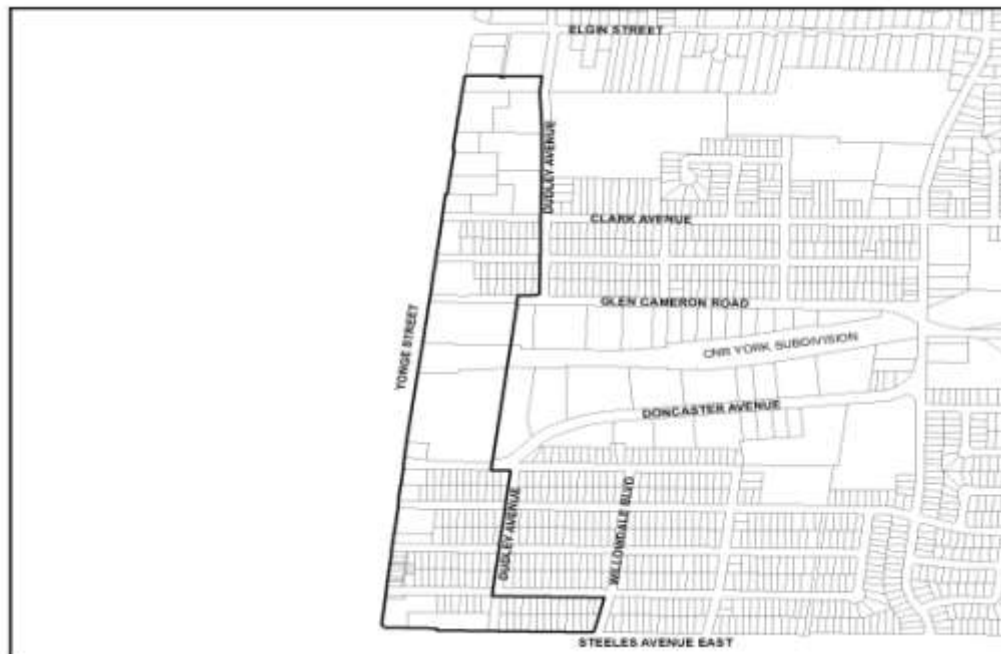 ELGIN STREET
DUDLEY AVENUE
CLARK AVENUE
GLEN CAMERON ROAD
YONGE STREET
CNR YORK SUBDIVISION
DONCASTER AVENUE
DUDLEY AVENUE
WILLOWDALE BLVD
STEELES AVENUE EAST